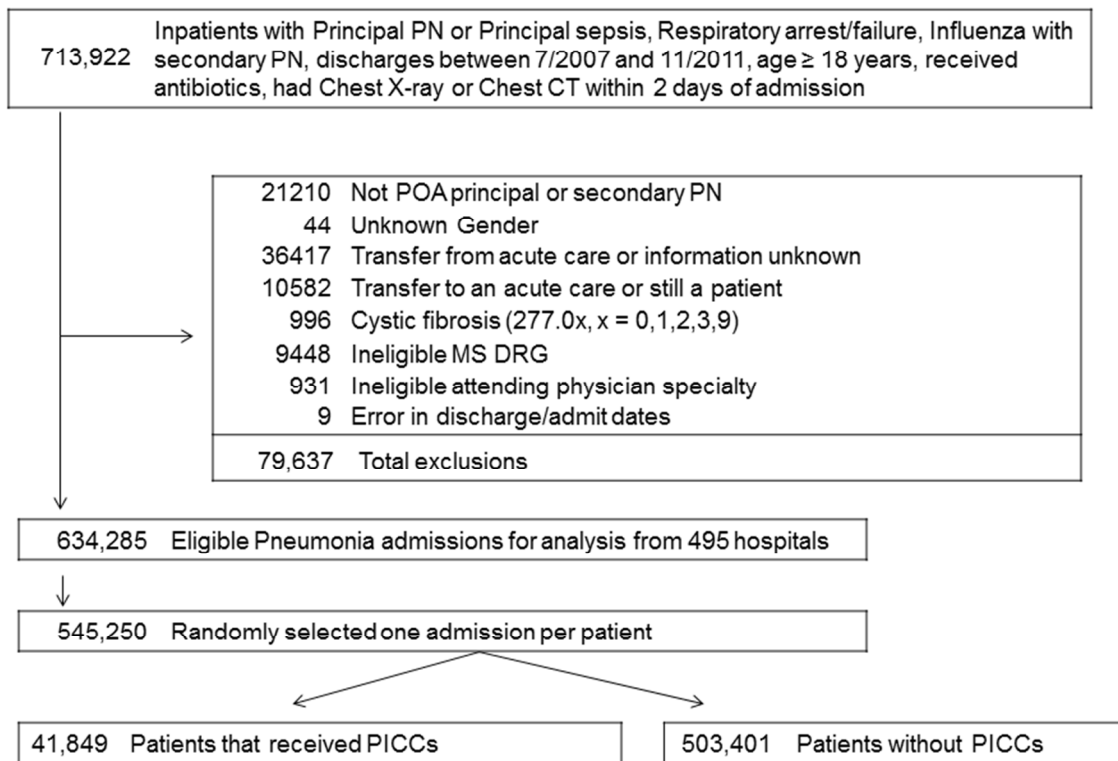 713,922 Inpatients with Principal PN or Principal sepsis, Respiratory arrest/failure, Influenza with
secondary PN, discharges between 7/2007 and 11/2011, age ≥ 18 years, received
antibiotics, had Chest X-ray or Chest CT within 2 days of admission
21210 Not POA principal or secondary PN
44 Unknown Gender
36417 Transfer from acute care or information unknown
10582 Transfer to an acute care or still a patient
996 Cystic fibrosis (277.0x, x = 0,1,2,3,9)
9448 Ineligible MS DRG
931 Ineligible attending physician specialty
9 Error in discharge/admit dates
79,637 Total exclusions
634,285 Eligible Pneumonia admissions for analysis from 495 hospitals
545,250 Randomly selected one admission per patient
41,849 Patients that received PICCs
503,401 Patients without PICCs